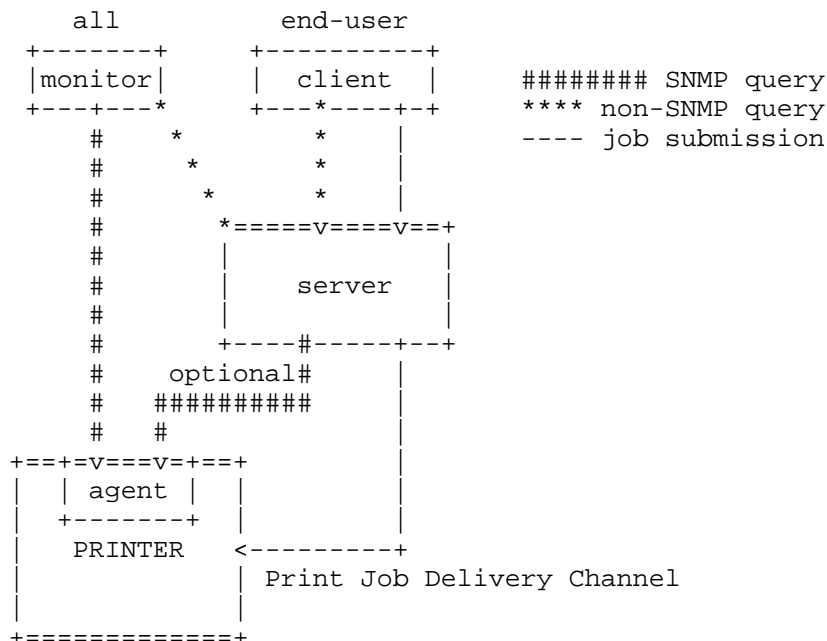 all end-user
monitor client ######## SNMP query
**** non-SNMP query
---- job submission
server
optional
agent
PRINTER
Print Job Delivery Channel